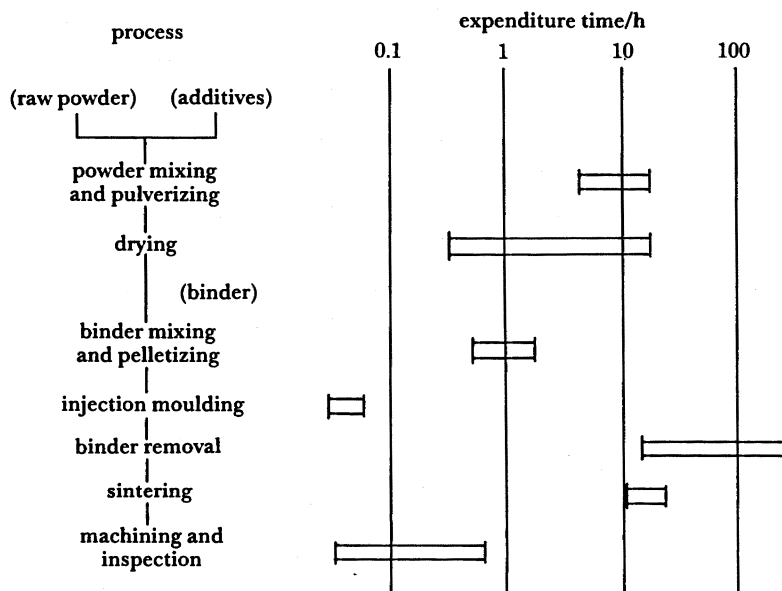 expenditure time/h
process
0.1 1 10 100
(raw powder) (additives)
powder mixing
and pulverizing
drying
(binder)
binder mixing
and pelletizing
injection moulding
binder removal
sintering
machining and
inspection